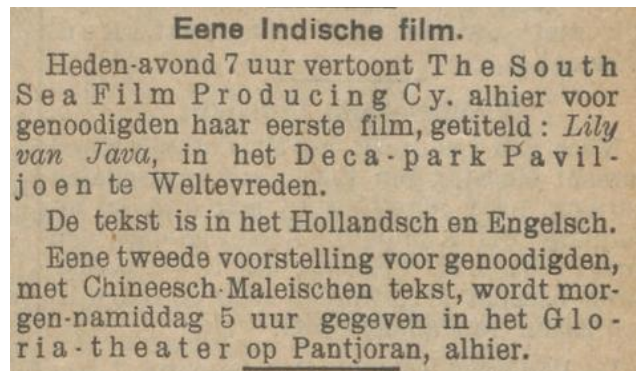 Eene Indische film.
Heden-avond 7 uur vertoont The South
Sea Film Producing Cy. alhier voor
genoodigden haar eerste film, getiteld : Lily
van Java, in het Deca-park Pavil-
joen te Weltevreden.
De tekst is in het Hollandsch en Engelsch.
Eene tweede voorstelling voor genoodigden,
met Chineesch-Maleischen tekst, wordt mor-
gen-namiddag 5 uur gegeven in het Glo-
ria-theater op Pantjoran, alhier.